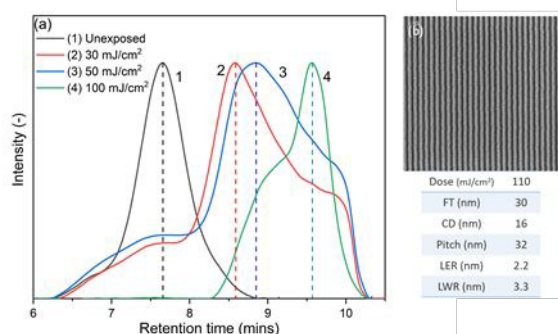 (a)
(1) Unexposed
(2) 30 mJ/cm²
(3) 50 mJ/cm²
(4) 100 mJ/cm²
1
2
3
4
Intensity (-)
6 7 8 9 10
Retention time (mins)
(b)
Dose (mJ/cm²) 110
FT (nm) 30
CD (nm) 16
Pitch (nm) 32
LER (nm) 2.2
LWR (nm) 3.3